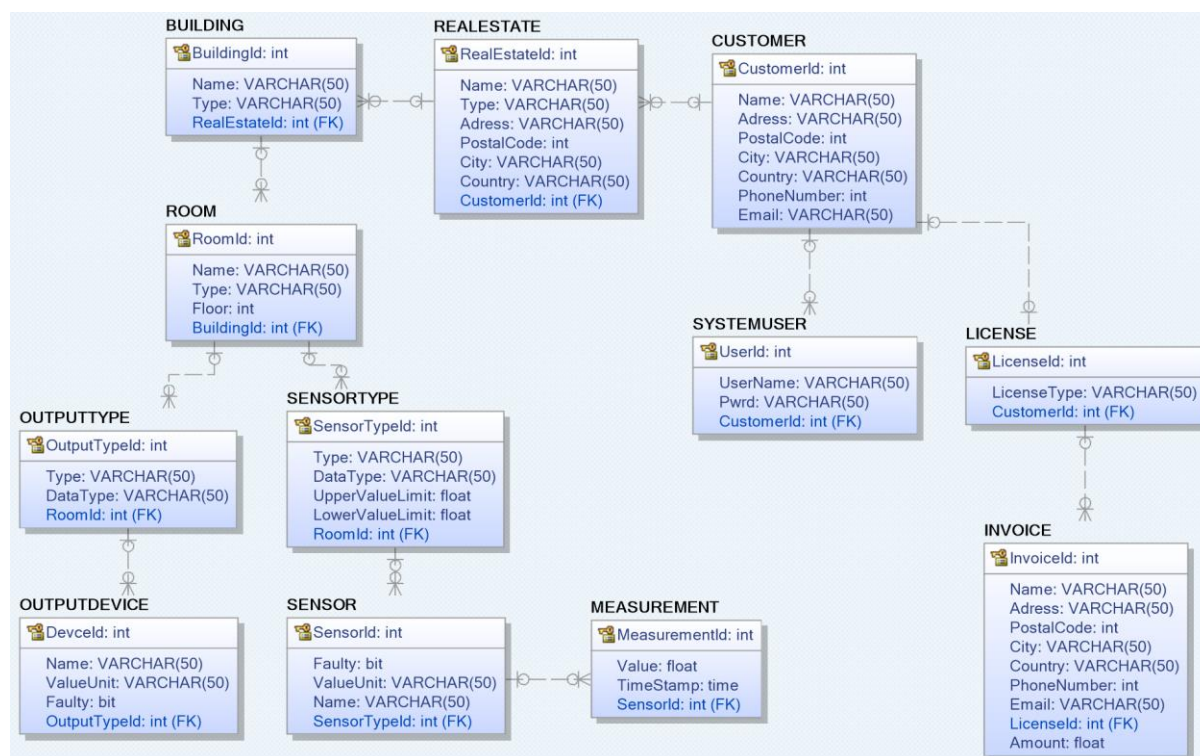 BUILDING
BuildingId: int
Name: VARCHAR(50)
Type: VARCHAR(50)
RealEstateId: int (FK)
REALESTATE
RealEstateId: int
Name: VARCHAR(50)
Type: VARCHAR(50)
Adress: VARCHAR(50)
PostalCode: int
City: VARCHAR(50)
Country: VARCHAR(50)
CustomerId: int (FK)
CUSTOMER
CustomerId: int
Name: VARCHAR(50)
Adress: VARCHAR(50)
PostalCode: int
City: VARCHAR(50)
Country: VARCHAR(50)
PhoneNumber: int
Email: VARCHAR(50)
ROOM
RoomId: int
Name: VARCHAR(50)
Type: VARCHAR(50)
Floor: int
BuildingId: int (FK)
SYSTEMUSER
UserId: int
UserName: VARCHAR(50)
Pwrd: VARCHAR(50)
CustomerId: int (FK)
LICENSE
LicenseId: int
LicenseType: VARCHAR(50)
CustomerId: int (FK)
OUTPUTTYPE
OutputTypeId: int
Type: VARCHAR(50)
DataType: VARCHAR(50)
RoomId: int (FK)
SENSORTYPE
SensorTypeId: int
Type: VARCHAR(50)
DataType: VARCHAR(50)
UpperValueLimit: float
LowerValueLimit: float
RoomId: int (FK)
OUTPUTDEVICE
DevceId: int
Name: VARCHAR(50)
ValueUnit: VARCHAR(50)
Faulty: bit
OutputTypeId: int (FK)
SENSOR
SensorId: int
Faulty: bit
ValueUnit: VARCHAR(50)
Name: VARCHAR(50)
SensorTypeId: int (FK)
MEASUREMENT
MeasurementId: int
Value: float
TimeStamp: time
SensorId: int (FK)
INVOICE
InvoiceId: int
Name: VARCHAR(50)
Adress: VARCHAR(50)
PostalCode: int
City: VARCHAR(50)
Country: VARCHAR(50)
PhoneNumber: int
Email: VARCHAR(50)
LicenseId: int (FK)
Amount: float